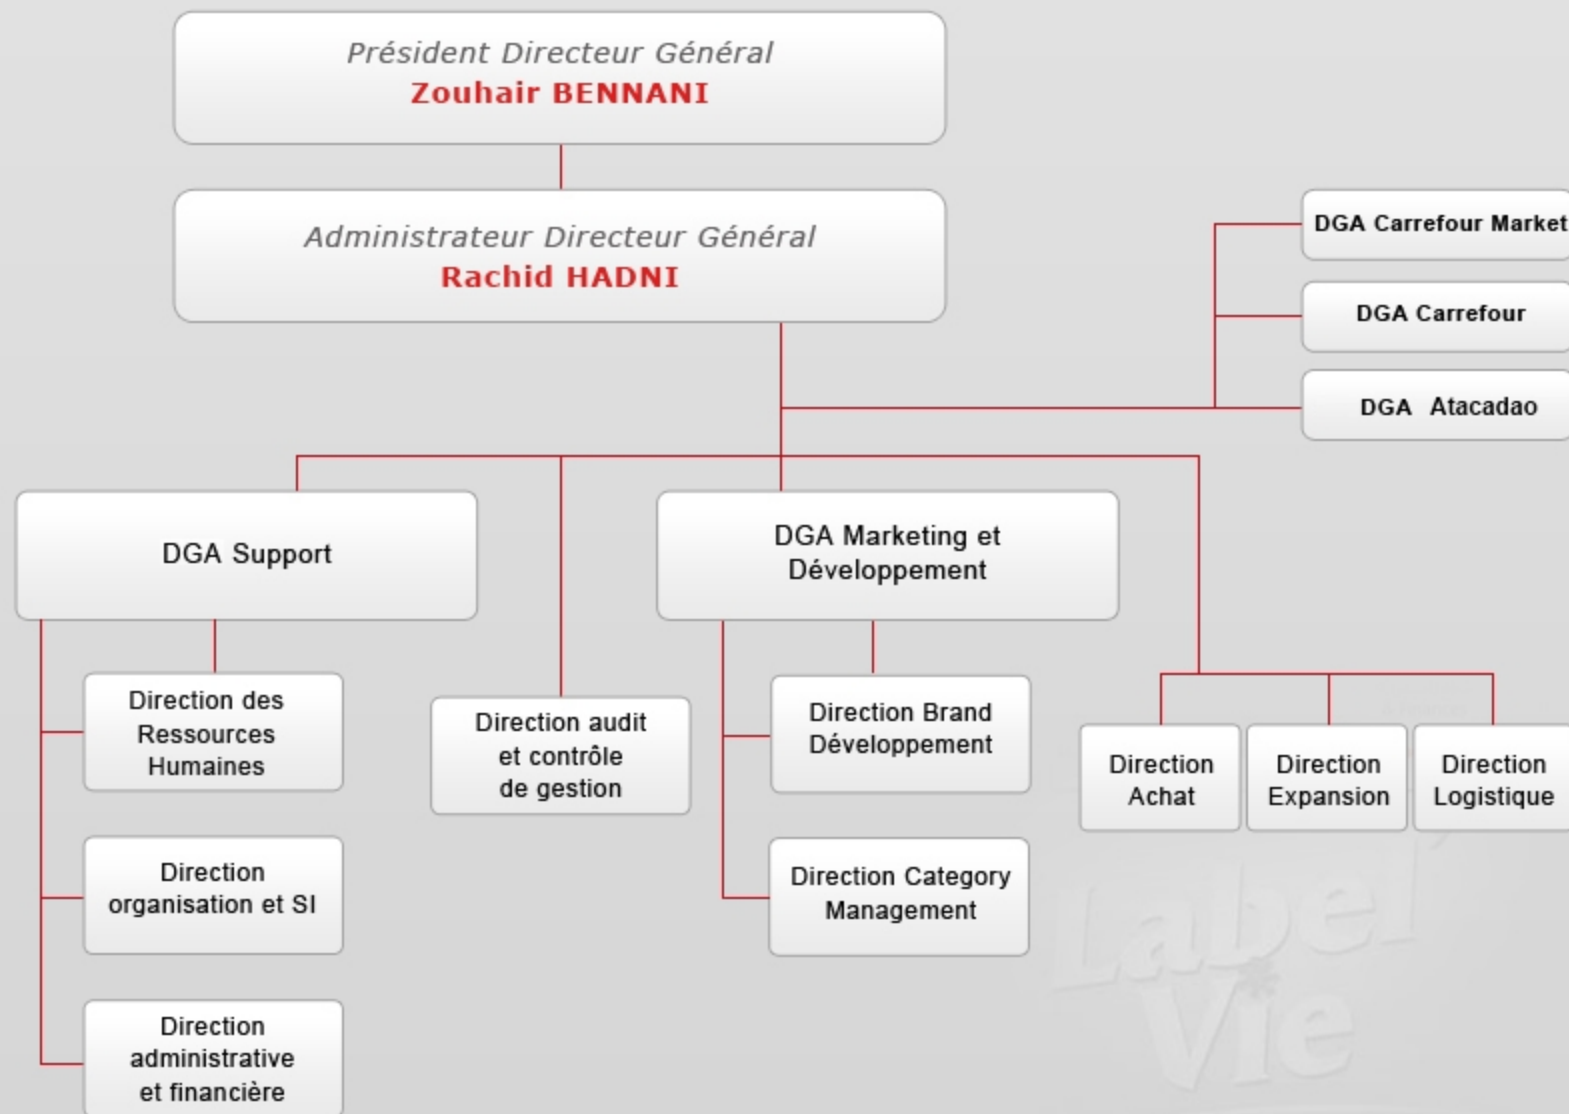 Président Directeur Général
Zouhair BENNANI
Administrateur Directeur Général
Rachid HADNI
DGA Carrefour Market
DGA Carrefour
DGA Atacadao
DGA Support
DGA Marketing et
Développement
Direction des
Ressources
Humaines
Direction audit
et contrôle
de gestion
Direction Brand
Développement
Direction
Achat
Direction
Expansion
Direction
Logistique
Direction
organisation et SI
Direction Category
Management
Direction
administrative
et financière
Label'
Vie